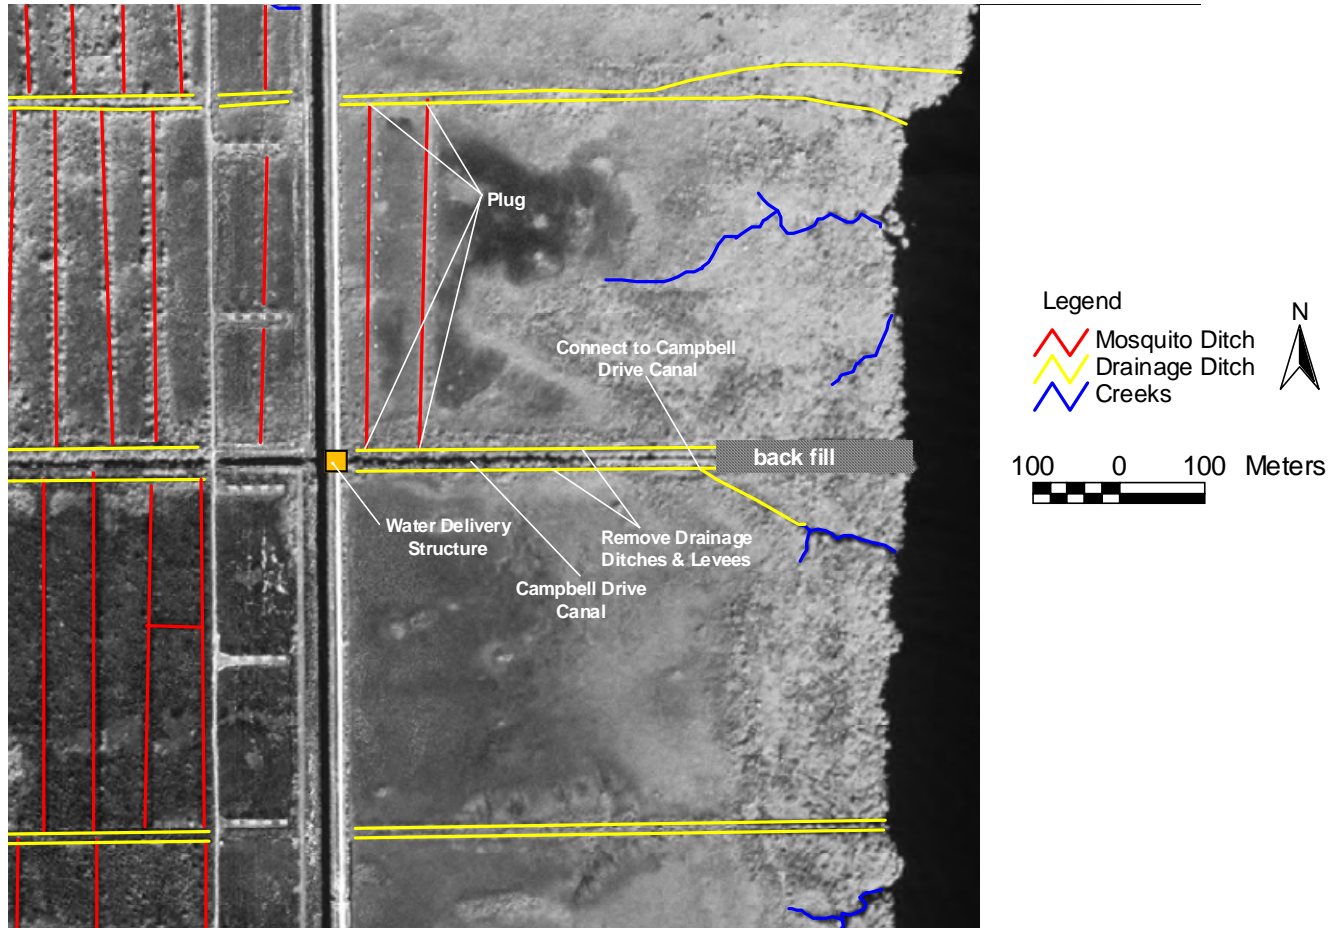 Plug
Connect to Campbell
Drive Canal
back fill
Water Delivery
Structure
Remove Drainage
Ditches & Levees
Campbell Drive
Canal
Legend
Mosquito Ditch
Drainage Ditch
Creeks
N
100 0 100 Meters